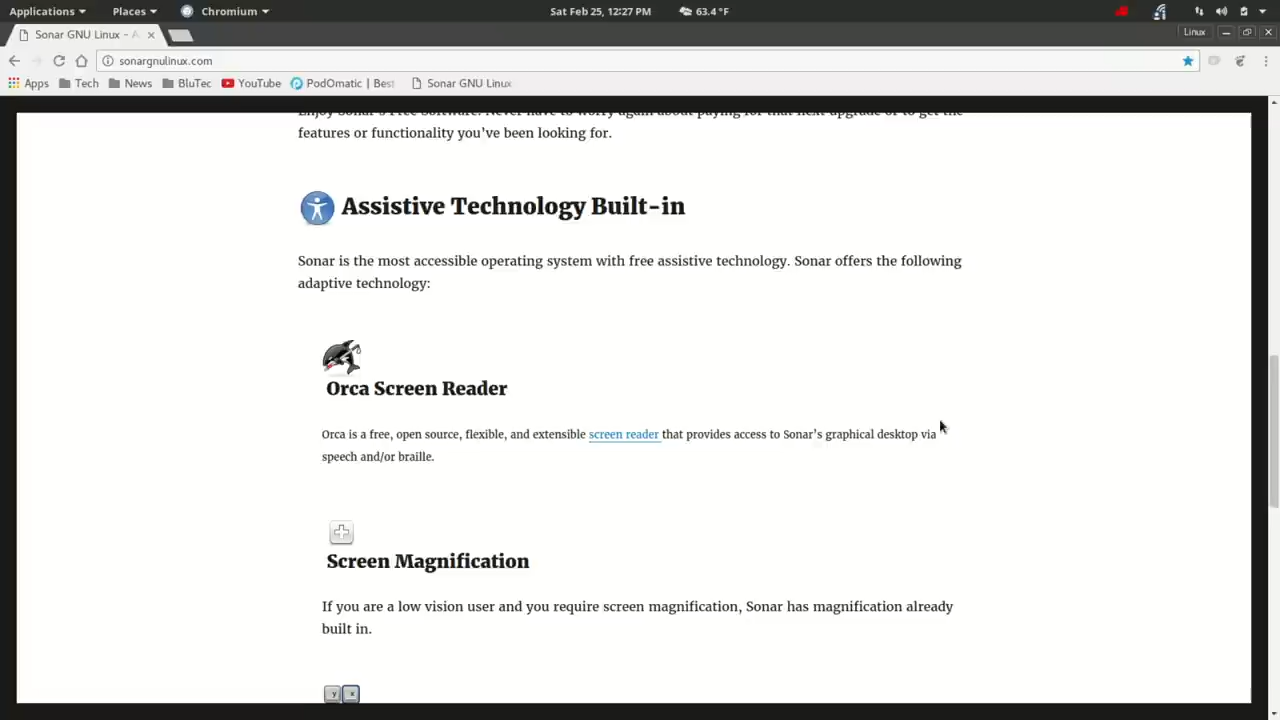 Applications Places Chromium Sat Feb 25, 12:27 PM 63.4 °F
Sonar GNU Linux – A Linux
sonargnulinux.com
Apps Tech News BluTec YouTube PodOmatic | Bes Sonar GNU Linux
Enjoy Sonar's Free Software. Never have to worry again about paying for that next upgrade or to get the
features or functionality you've been looking for.
Assistive Technology Built-in
Sonar is the most accessible operating system with free assistive technology. Sonar offers the following
adaptive technology:
Orca Screen Reader
Orca is a free, open source, flexible, and extensible screen reader that provides access to Sonar's graphical desktop via
speech and/or braille.
Screen Magnification
If you are a low vision user and you require screen magnification, Sonar has magnification already
built in.
y x